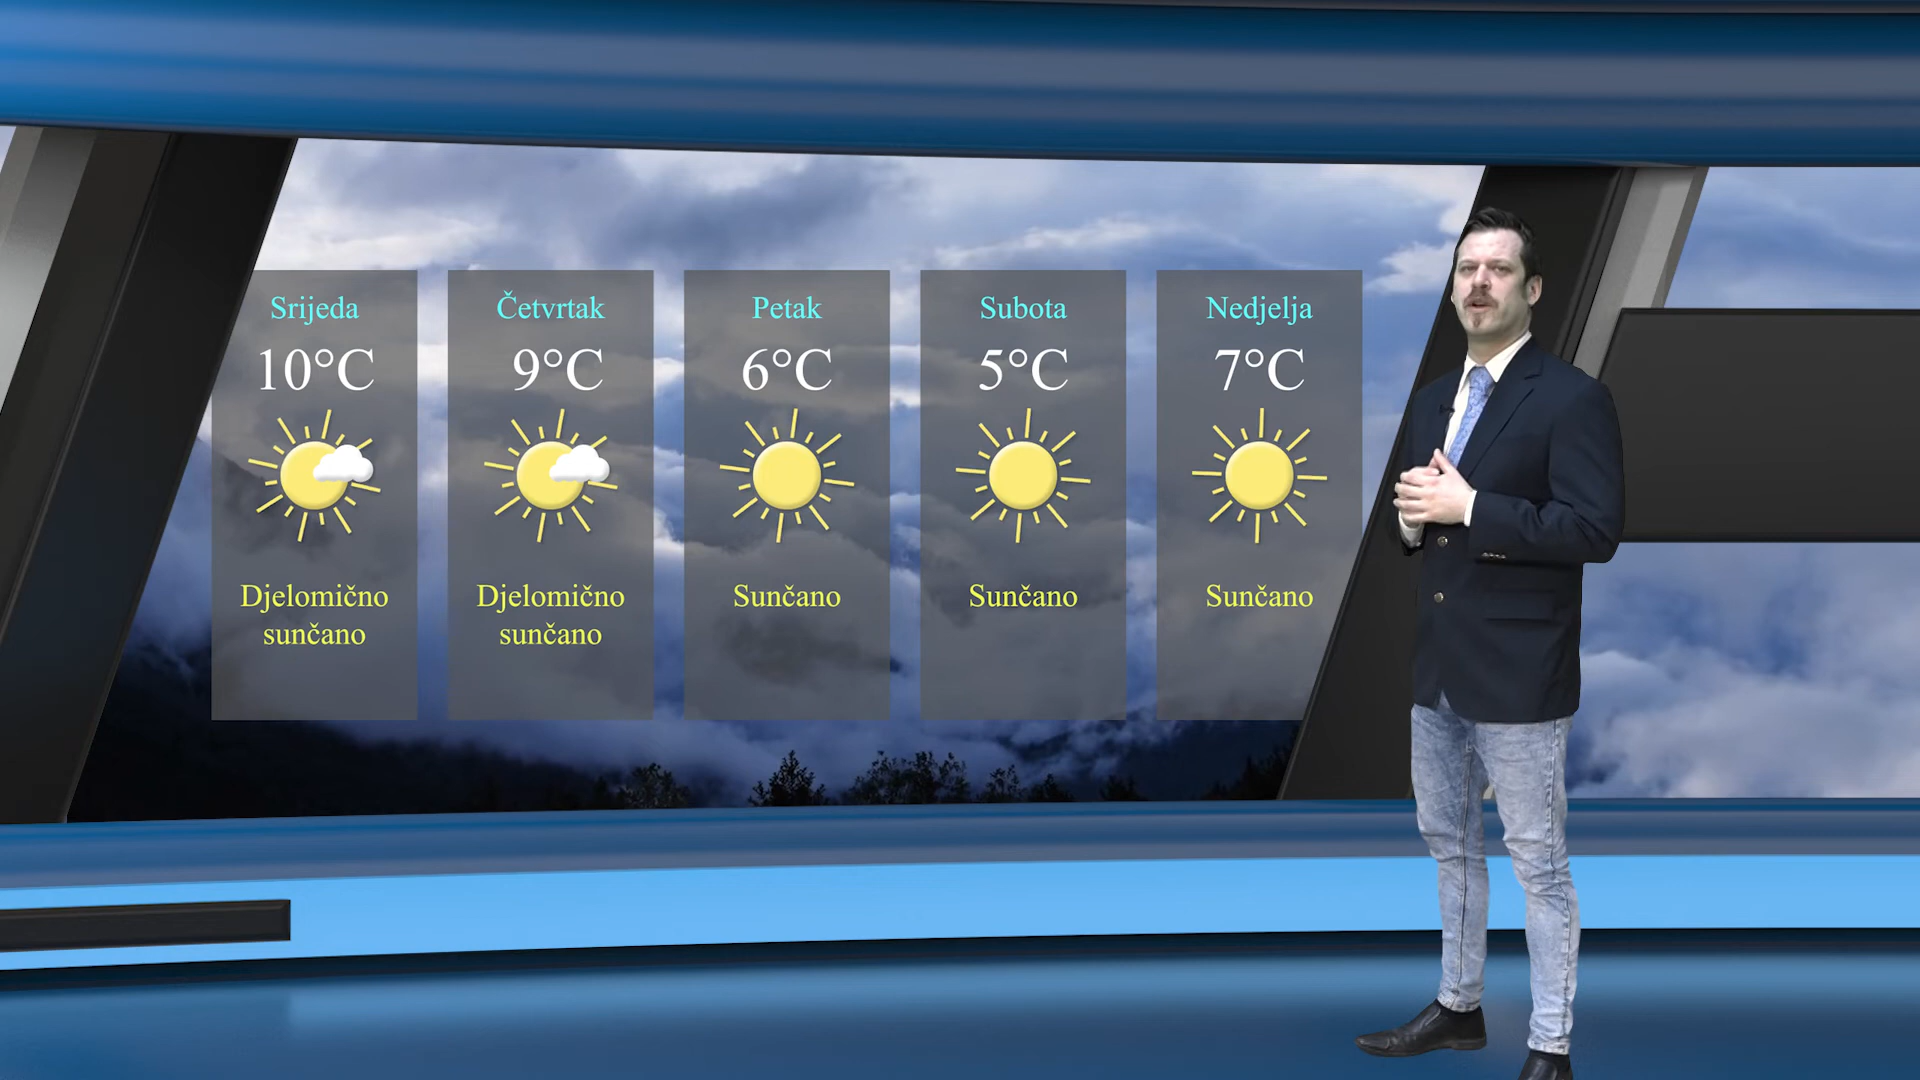 Srijeda
10°C
Djelomično
sunčano
Četvrtak
9°C
Djelomično
sunčano
Petak
6°C
Sunčano
Subota
5°C
Sunčano
Nedjelja
7°C
Sunčano